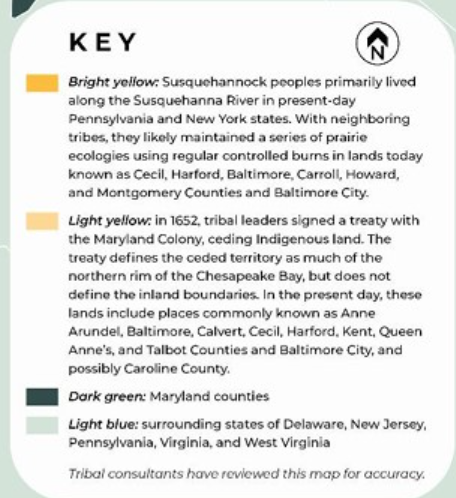 KEY
N
Bright yellow: Susquehannock peoples primarily lived
along the Susquehanna River in present-day
Pennsylvania and New York states. With neighboring
tribes, they likely maintained a series of prairie
ecologies using regular controlled burns in lands today
known as Cecil, Harford, Baltimore, Carroll, Howard,
and Montgomery Counties and Baltimore City.
Light yellow: in 1652, tribal leaders signed a treaty with
the Maryland Colony, ceding Indigenous land. The
treaty defines the ceded territory as much of the
northern rim of the Chesapeake Bay, but does not
define the inland boundaries. In the present day, these
lands include places commonly known as Anne
Arundel, Baltimore, Calvert, Cecil, Harford, Kent, Queen
Anne's, and Talbot Counties and Baltimore City, and
possibly Caroline County.
Dark green: Maryland counties
Light blue: surrounding states of Delaware, New Jersey,
Pennsylvania, Virginia, and West Virginia
Tribal consultants have reviewed this map for accuracy.